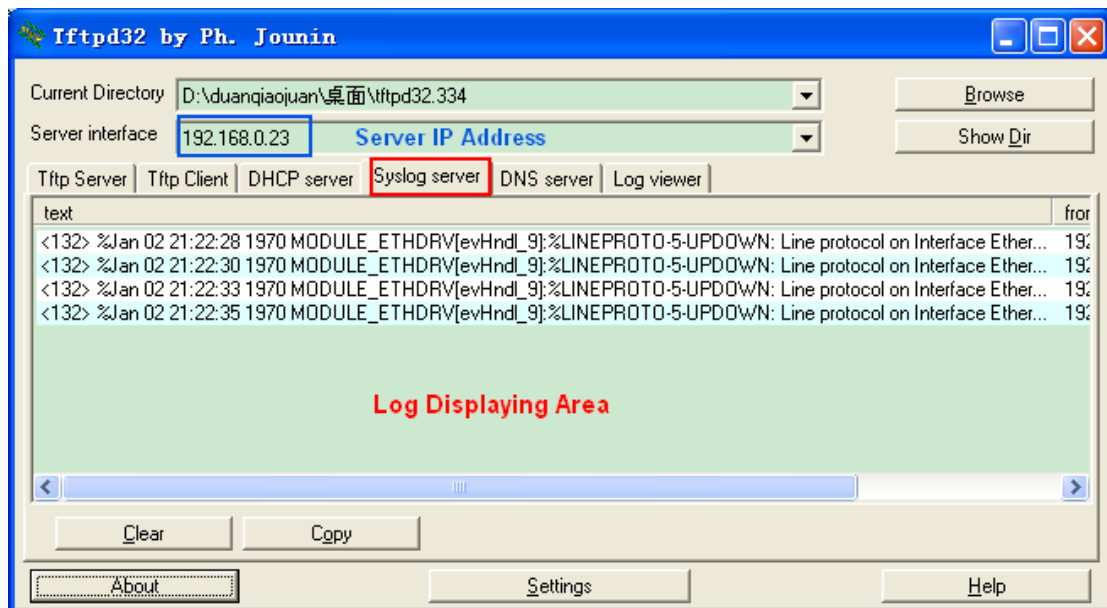 Tftpd32 by Ph. Jounin
Current Directory D:\duanqiaojuan\桌面\tftpd32.334 Browse
Server interface 192.168.0.23 Server IP Address Show Dir
Tftp Server Tftp Client DHCP server Syslog server DNS server Log viewer
text
<132> %Jan 02 21:22:28 1970 MODULE_ETHDRV[evHndl_9]:%LINEPROTO-5-UPDOWN: Line protocol on Interface Ether...
<132> %Jan 02 21:22:30 1970 MODULE_ETHDRV[evHndl_9]:%LINEPROTO-5-UPDOWN: Line protocol on Interface Ether...
<132> %Jan 02 21:22:33 1970 MODULE_ETHDRV[evHndl_9]:%LINEPROTO-5-UPDOWN: Line protocol on Interface Ether...
<132> %Jan 02 21:22:35 1970 MODULE_ETHDRV[evHndl_9]:%LINEPROTO-5-UPDOWN: Line protocol on Interface Ether...
Log Displaying Area
Clear Copy
About Settings Help